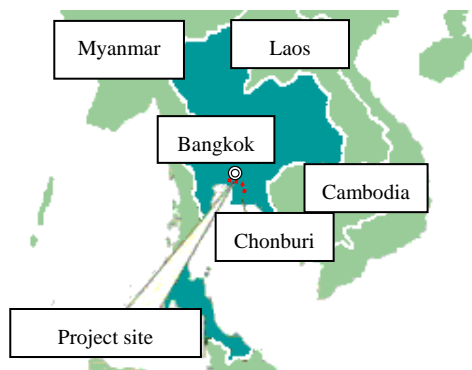 Myanmar
Laos
Bangkok
Cambodia
Chonburi
Project site